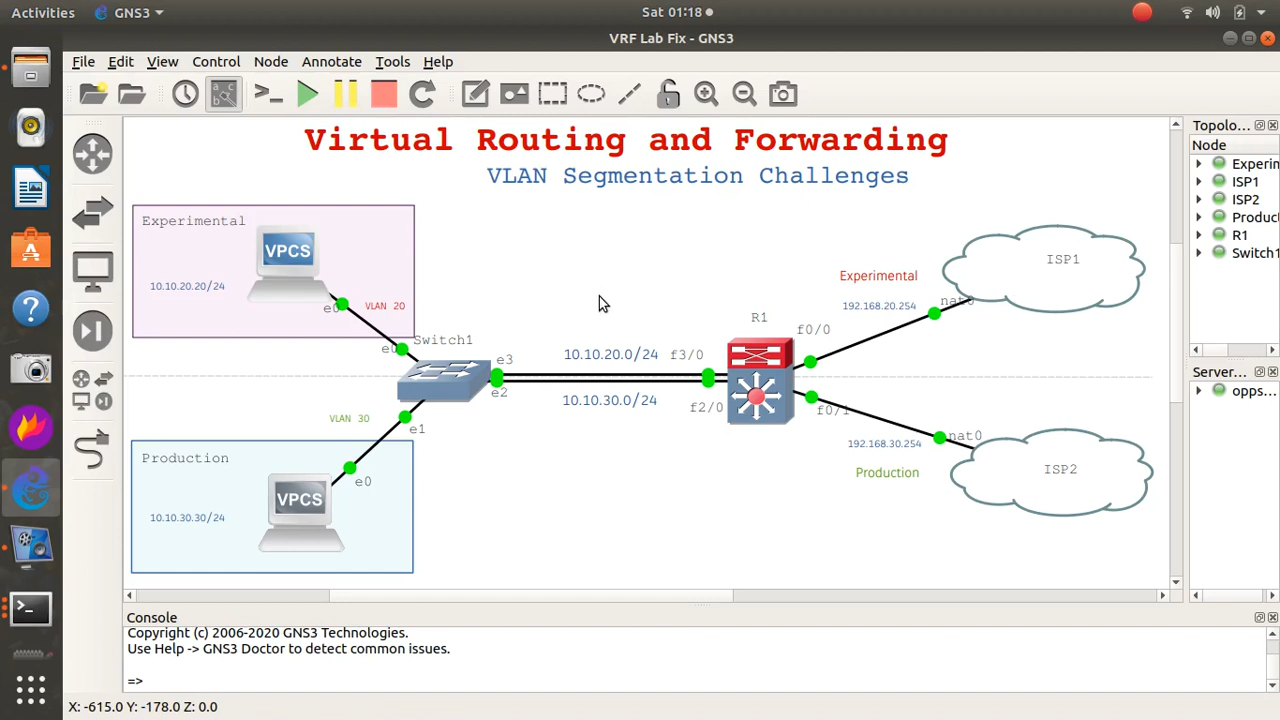 Activities
GNS3
Sat 01:18
VRF Lab Fix - GNS3
File Edit View Control Node Annotate Tools Help
Virtual Routing and Forwarding
VLAN Segmentation Challenges
Experimental
VPCS
10.10.20.20/24
e0
VLAN 20
e0
Switch1
e3
e2
10.10.20.0/24
f3/0
10.10.30.0/24
f2/0
R1
f0/0
f0/1
Experimental
192.168.20.254
nat0
ISP1
192.168.30.254
nat0
Production
ISP2
VLAN 30
e1
Production
e0
VPCS
10.10.30.30/24
Topolo...
Node
Experin
ISP1
ISP2
Produc
R1
Switch1
Server...
opps...
Console
Copyright (c) 2006-2020 GNS3 Technologies.
Use Help -> GNS3 Doctor to detect common issues.
=>
X: -615.0 Y: -178.0 Z: 0.0